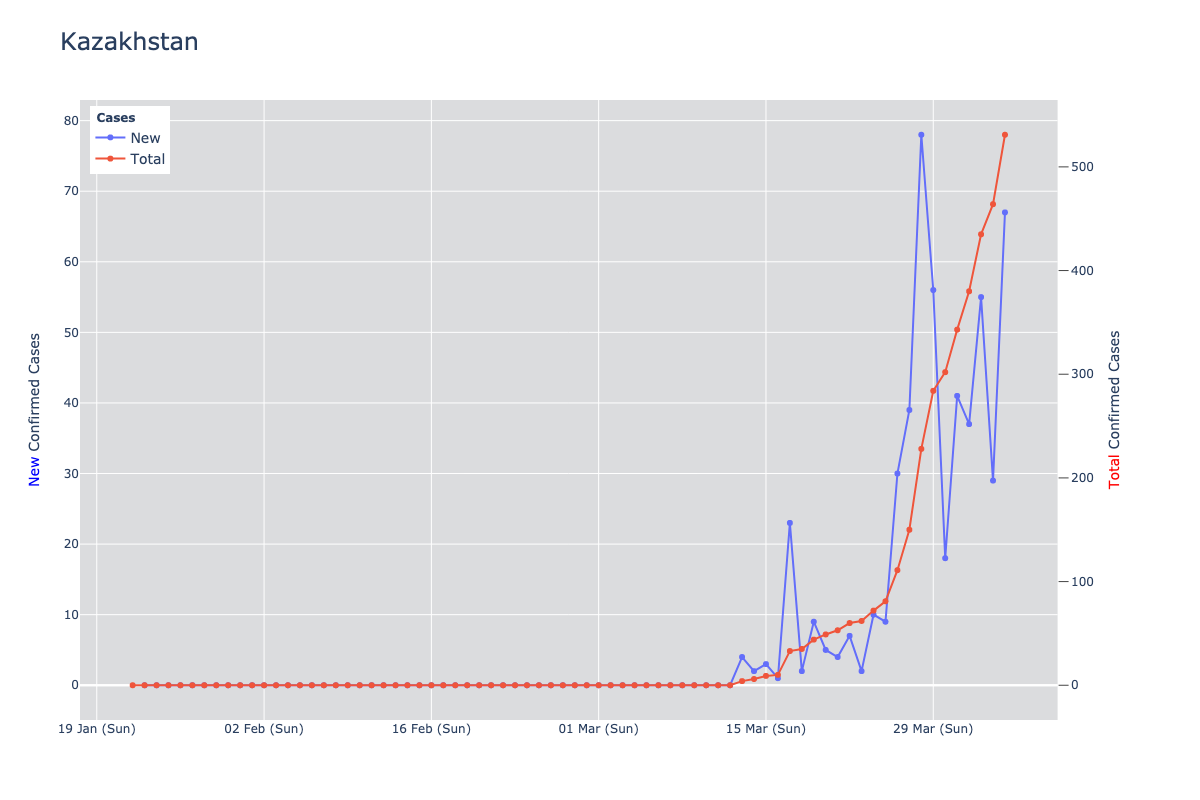 Kazakhstan
Cases
New
Total
80
70
60
50
40
30
20
10
0
New Confirmed Cases
500
400
300
200
100
0
Total Confirmed Cases
19 Jan (Sun)
02 Feb (Sun)
16 Feb (Sun)
01 Mar (Sun)
15 Mar (Sun)
29 Mar (Sun)